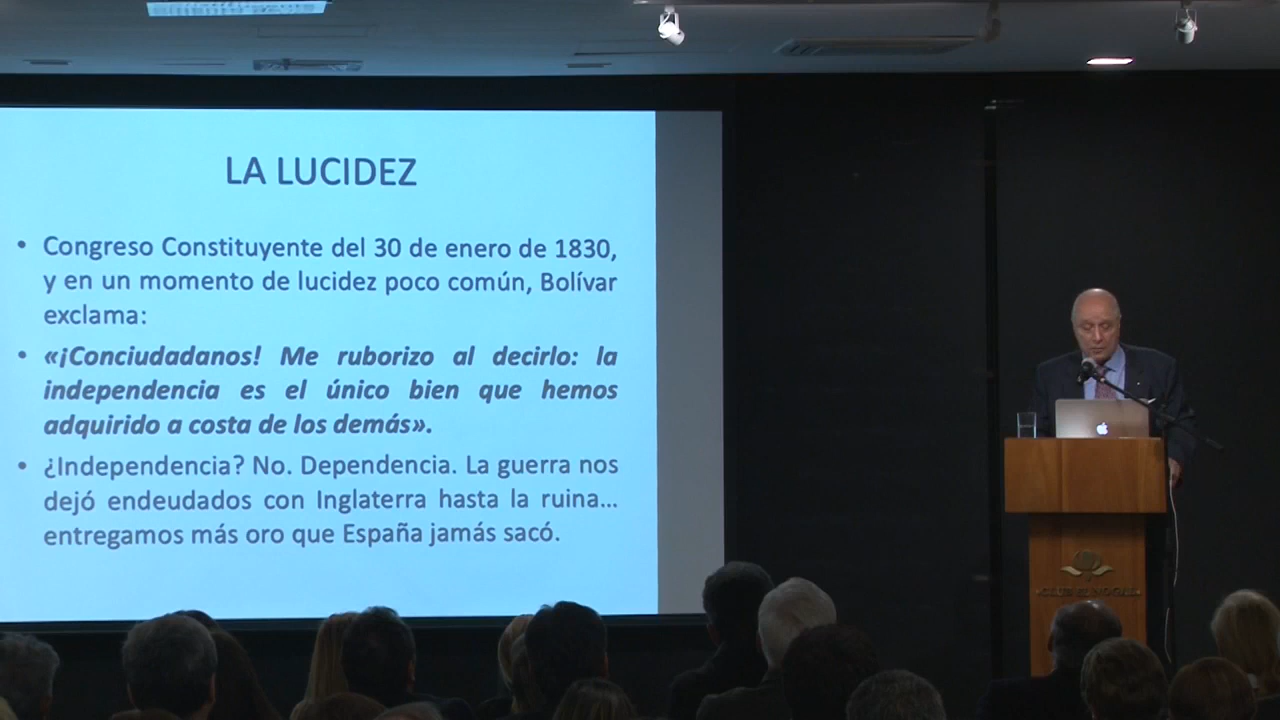 LA LUCIDEZ
• Congreso Constituyente del 30 de enero de 1830,
y en un momento de lucidez poco común, Bolívar
exclama:
• «¡Conciudadanos! Me ruborizo al decirlo: la
independencia es el único bien que hemos
adquirido a costa de los demás».
• ¿Independencia? No. Dependencia. La guerra nos
dejó endeudados con Inglaterra hasta la ruina...
entregamos más oro que España jamás sacó.
CLUB EL NOGAL